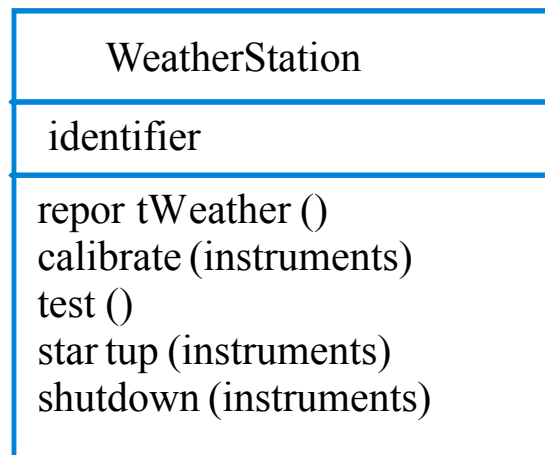 WeatherStation
identifier
repor tWeather ()
calibrate (instruments)
test ()
star tup (instruments)
shutdown (instruments)